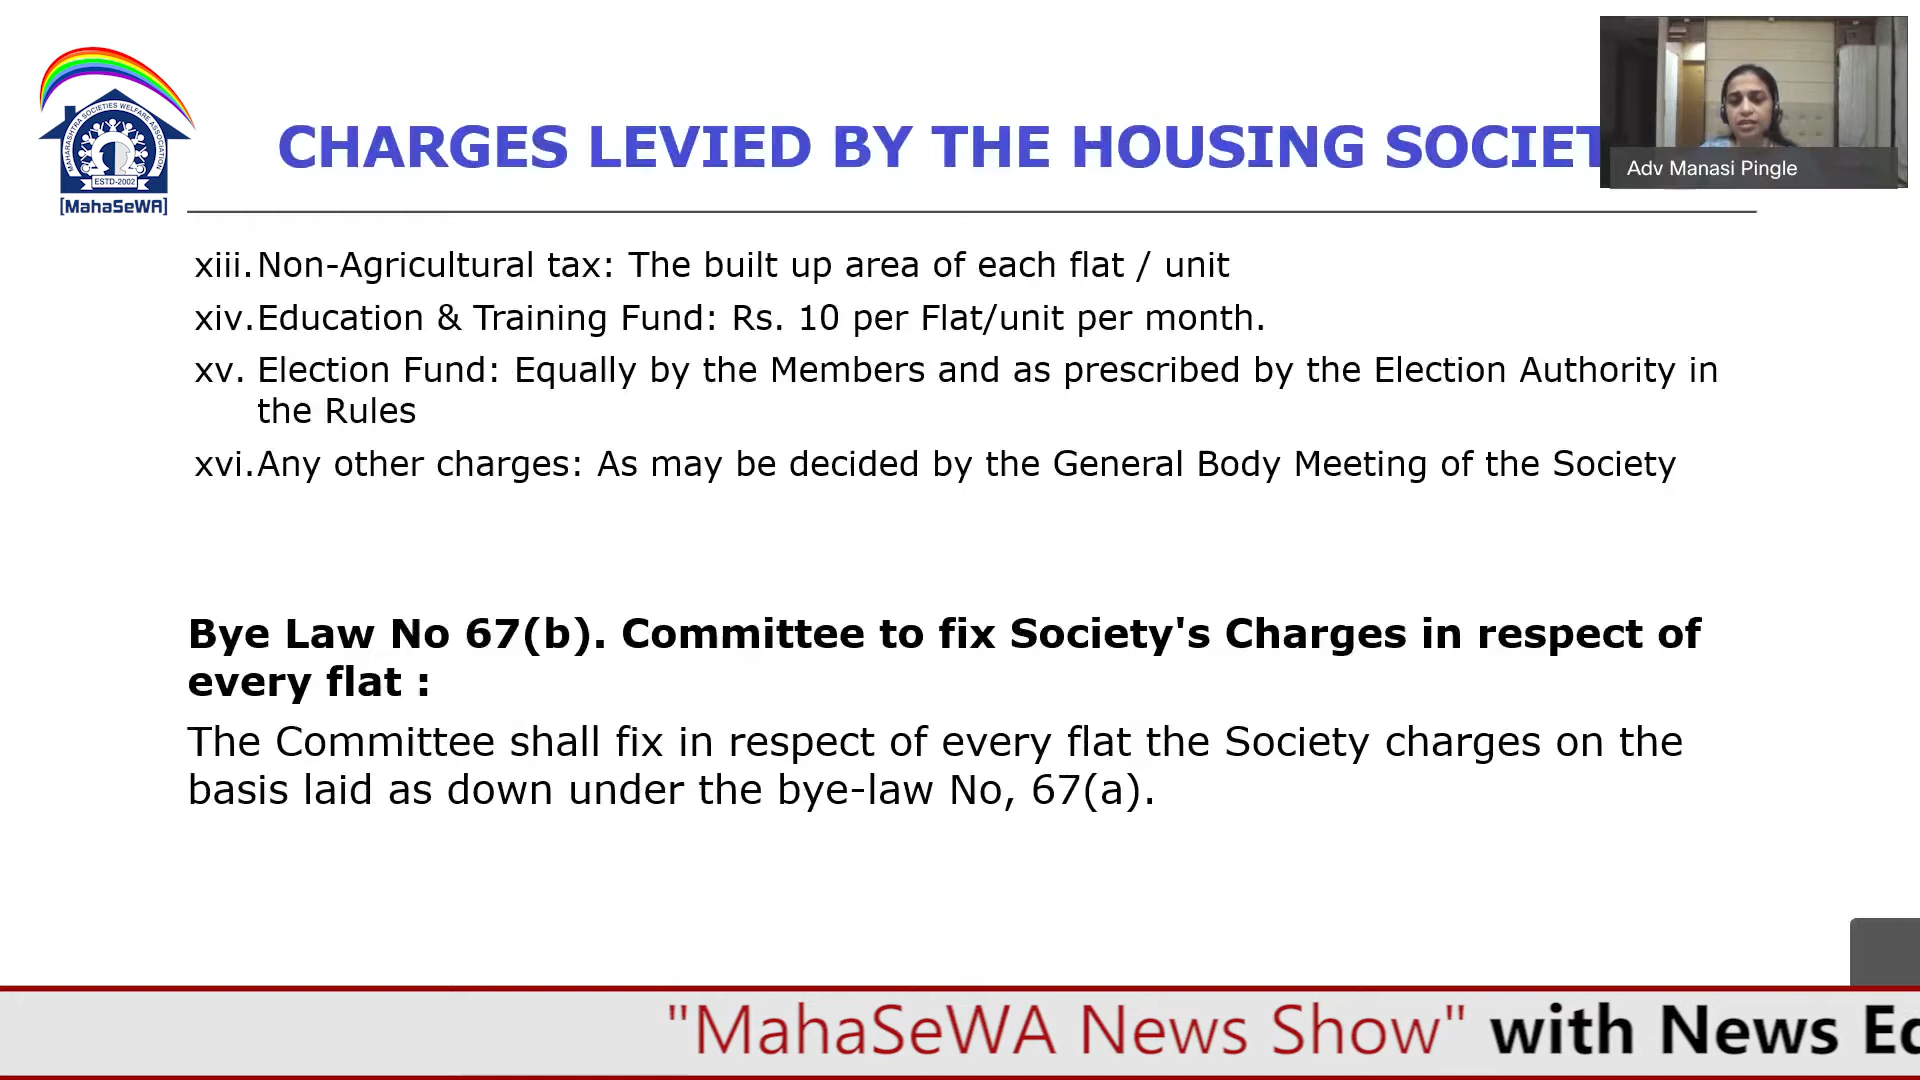 MAHARASHTRA SOCIETIES WELFARE ASSOCIATION
ESTD-2002
[MahaSeWA]
CHARGES LEVIED BY THE HOUSING SOCIET
Adv Manasi Pingle
xiii. Non-Agricultural tax: The built up area of each flat / unit
xiv. Education & Training Fund: Rs. 10 per Flat/unit per month.
xv. Election Fund: Equally by the Members and as prescribed by the Election Authority in
the Rules
xvi. Any other charges: As may be decided by the General Body Meeting of the Society
Bye Law No 67(b). Committee to fix Society's Charges in respect of
every flat :
The Committee shall fix in respect of every flat the Society charges on the
basis laid as down under the bye-law No, 67(a).
"MahaSeWA News Show" with News Ed